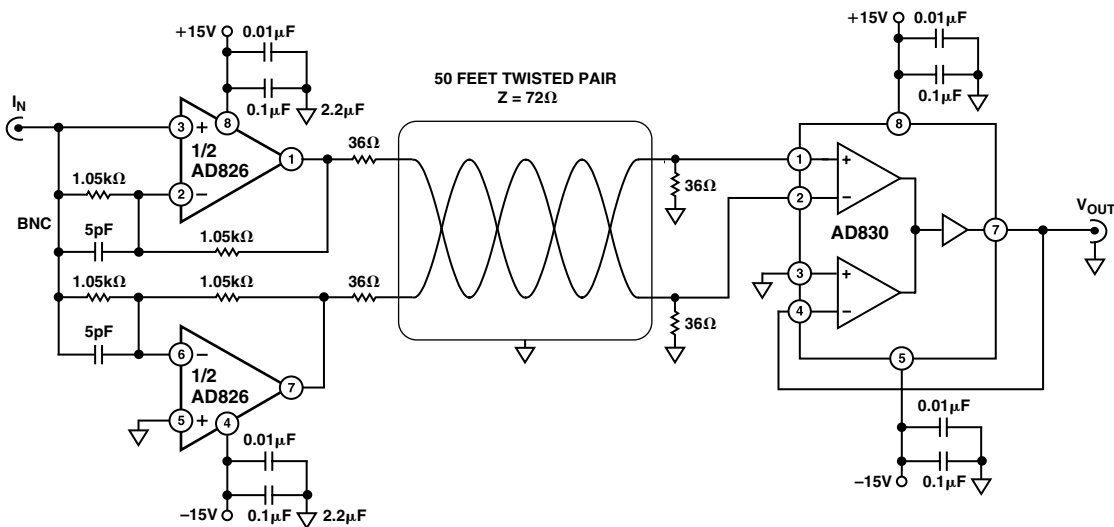 +15V
0.01µF
0.1µF
2.2µF
I_N
3
+
8
1/2
AD826
1
1.05kΩ
2
–
BNC
5pF
1.05kΩ
36Ω
50 FEET TWISTED PAIR
Z = 72Ω
1.05kΩ
1.05kΩ
36Ω
5pF
6
–
1/2
AD826
7
5
+
4
0.01µF
–15V
0.1µF
2.2µF
36Ω
36Ω
+15V
0.01µF
0.1µF
8
1
+
2
–
AD830
3
+
4
–
7
V_OUT
5
0.01µF
–15V
0.1µF